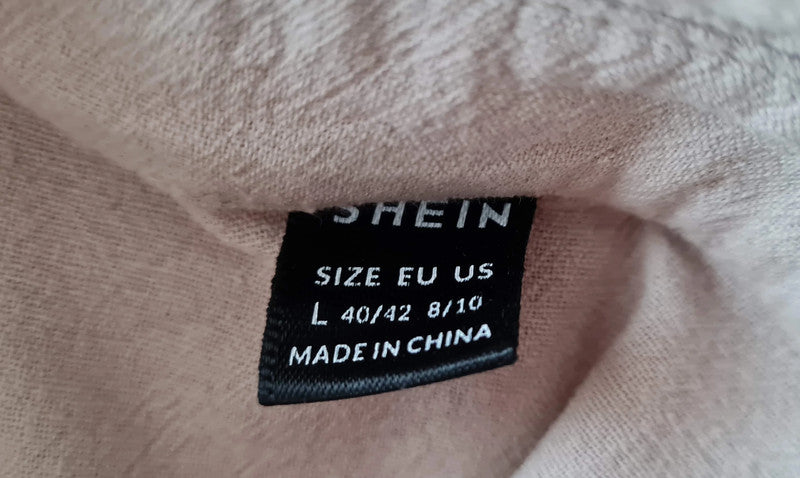 SHEIN
SIZE EU US
L 40/42 8/10
MADE IN CHINA